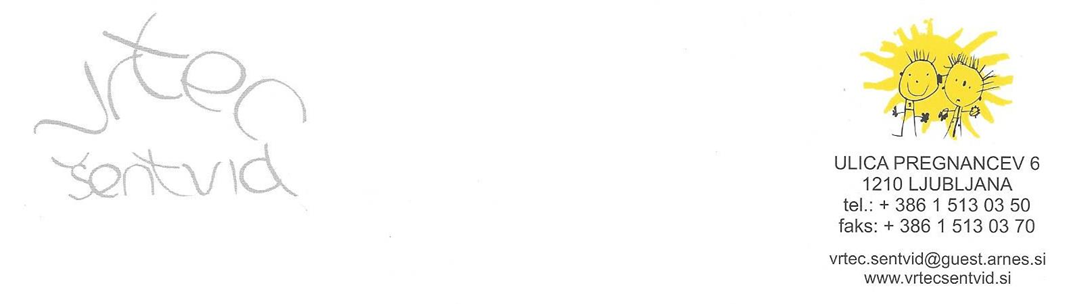 vrtec
šentvid
ULICA PREGNANCEV 6
1210 LJUBLJANA
tel.: + 386 1 513 03 50
faks: + 386 1 513 03 70
vrtec.sentvid@guest.arnes.si
www.vrtecsentvid.si